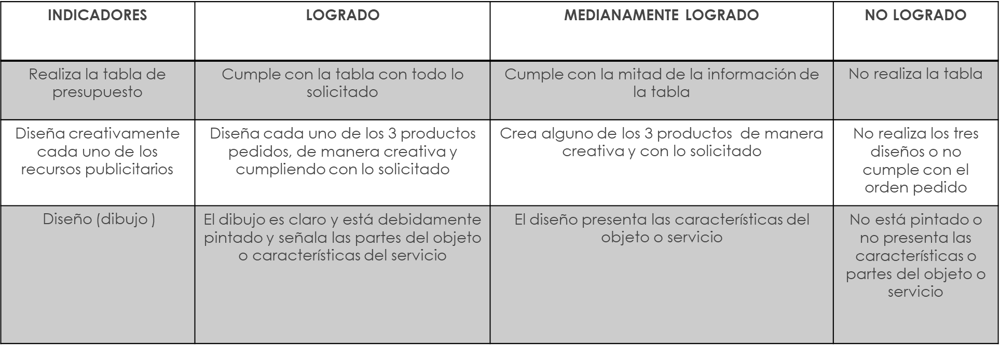 INDICADORES
LOGRADO
MEDIANAMENTE LOGRADO
NO LOGRADO
Realiza la tabla de
presupuesto
Cumple con la tabla con todo lo
solicitado
Cumple con la mitad de la información de
la tabla
No realiza la tabla
Diseña creativamente
cada uno de los
recursos publicitarios
Diseña cada uno de los 3 productos
pedidos, de manera creativa y
cumpliendo con lo solicitado
Crea alguno de los 3 productos de manera
creativa y con lo solicitado
No realiza los tres
diseños o no
cumple con el
orden pedido
Diseño (dibujo )
El dibujo es claro y está debidamente
pintado y señala las partes del objeto
o características del servicio
El diseño presenta las características del
objeto o servicio
No está pintado o
no presenta las
características o
partes del objeto o
servicio